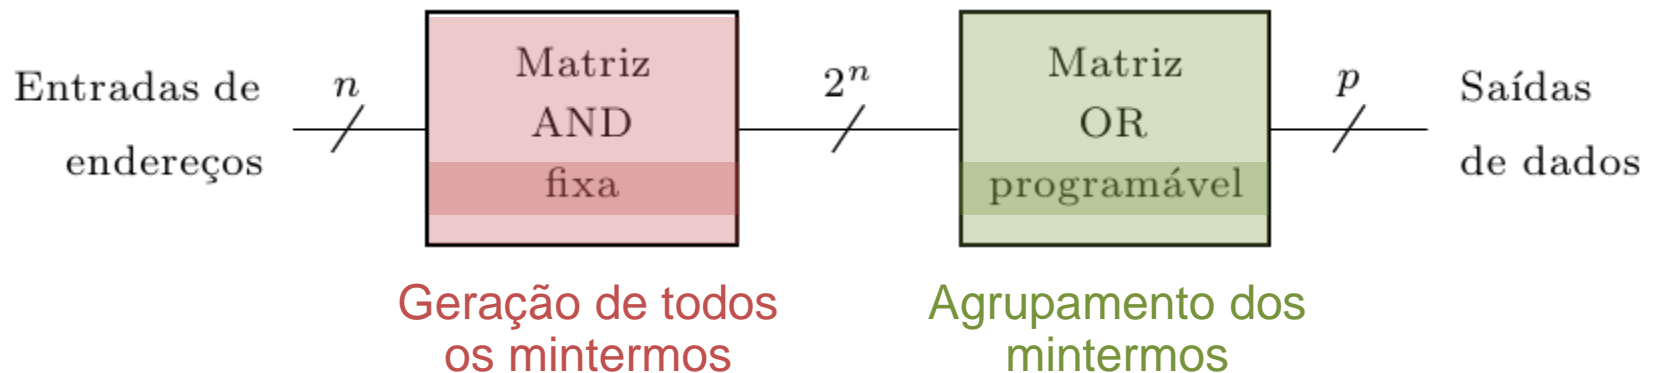 Entradas de
endereços
n
Matriz
AND
fixa
2ⁿ
Matriz
OR
programável
p
Saídas
de dados
Geração de todos
os mintermos
Agrupamento dos
mintermos